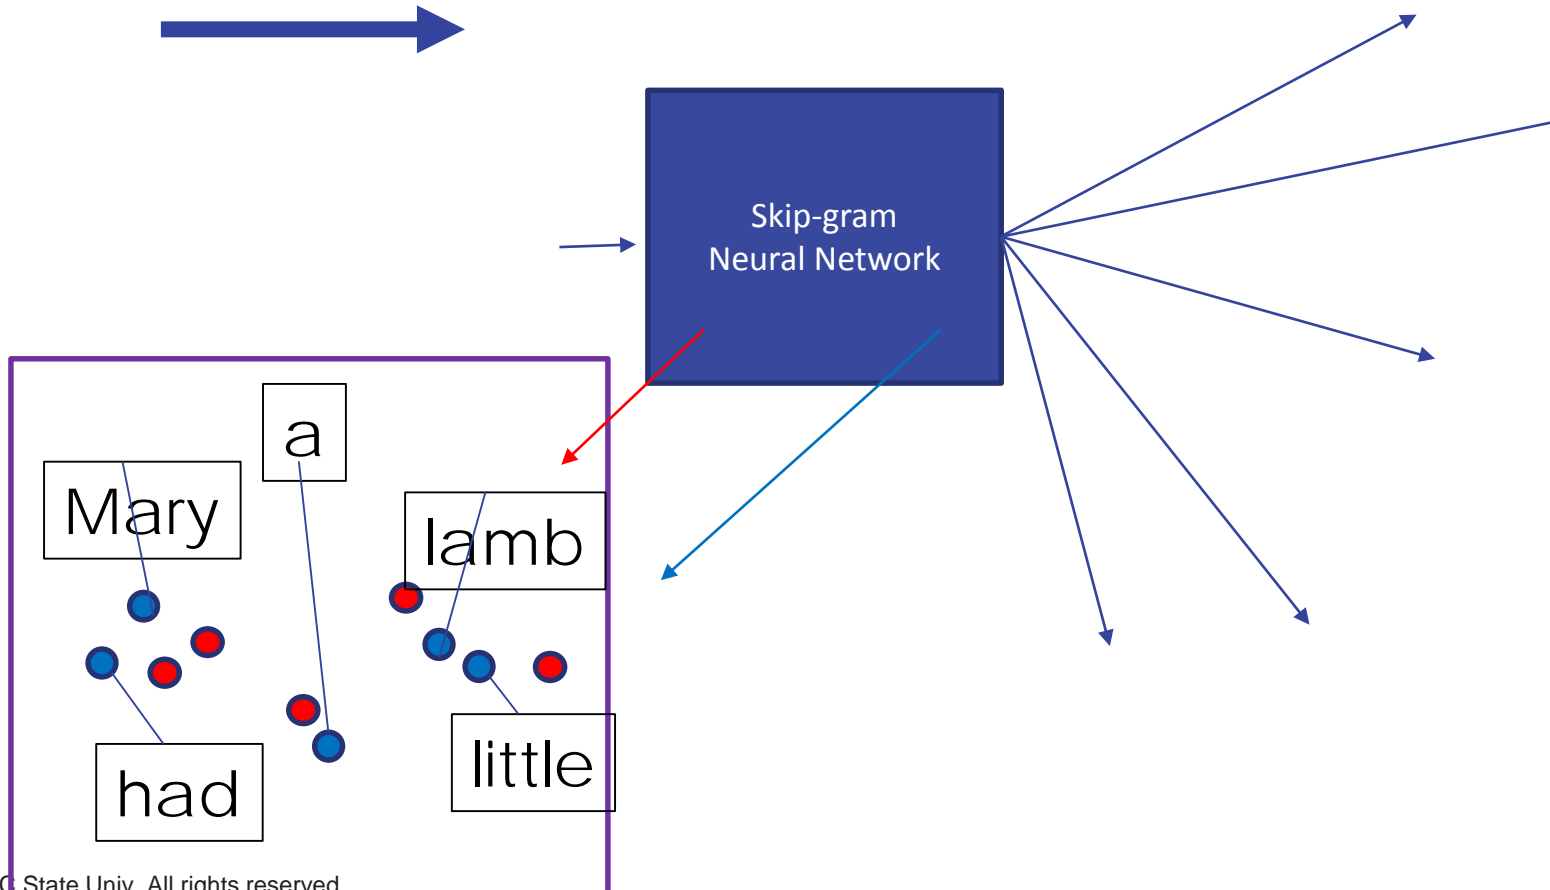 Skip-gram
Neural Network
a
Mary
lamb
had
little
C State Univ. All rights reserved